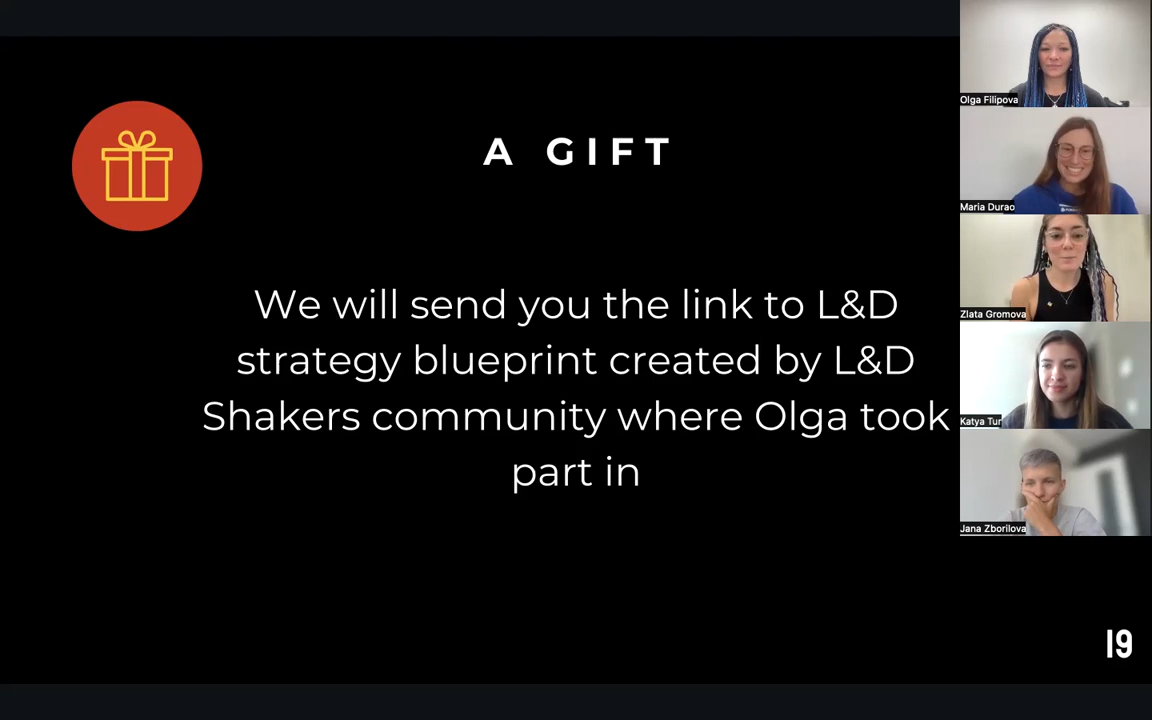 A GIFT
We will send you the link to L&D
strategy blueprint created by L&D
Shakers community where Olga took
part in
19
Olga Filipova
Maria Durao
Zlata Gromova
Katya Tur
Jana Zborilova